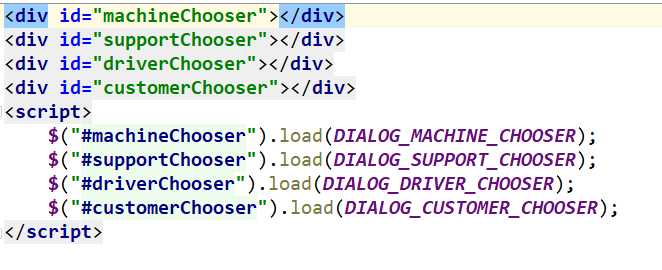 <div id="machineChooser"></div>
<div id="supportChooser"></div>
<div id="driverChooser"></div>
<div id="customerChooser"></div>
<script>
    $("#machineChooser").load(DIALOG_MACHINE_CHOOSER);
    $("#supportChooser").load(DIALOG_SUPPORT_CHOOSER);
    $("#driverChooser").load(DIALOG_DRIVER_CHOOSER);
    $("#customerChooser").load(DIALOG_CUSTOMER_CHOOSER);
</script>